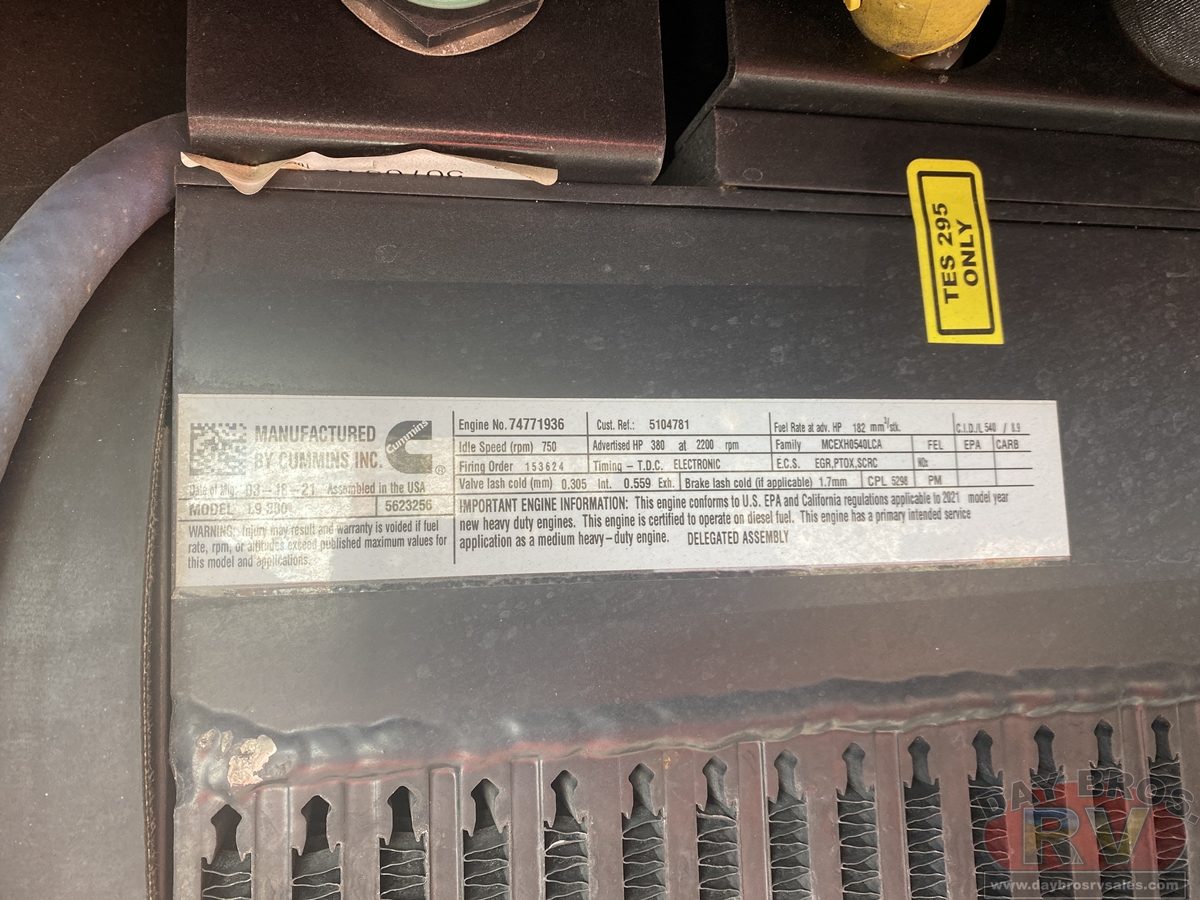 TES 295
ONLY
MANUFACTURED
BY CUMMINS INC.
Cummins
®
Date of Mfg. 03-18-21 Assembled in the USA
MODEL L9 380 5623256
WARNING: Injury may result and warranty is voided if fuel
rate, rpm, or altitudes exceed published maximum values for
this model and applications.
Engine No. 74771936 Cust. Ref.: 5104781 Fuel Rate at adv. HP 182 mm³/stk. C.I.D./L 540 / 8.9
Idle Speed (rpm) 750 Advertised HP 380 at 2200 rpm Family MCEXH0540LCA FEL EPA CARB
Firing Order 153624 Timing - T.D.C. ELECTRONIC E.C.S. EGR,PTOX,SCRC NOx
Valve lash cold (mm) 0.305 Int. 0.559 Exh. Brake lash cold (if applicable) 1.7mm CPL 5298 PM
IMPORTANT ENGINE INFORMATION: This engine conforms to U.S. EPA and California regulations applicable to 2021 model year
new heavy duty engines. This engine is certified to operate on diesel fuel. This engine has a primary intended service
application as a medium heavy-duty engine. DELEGATED ASSEMBLY
DAY BROS.
RV
www.daybrosrvsales.com